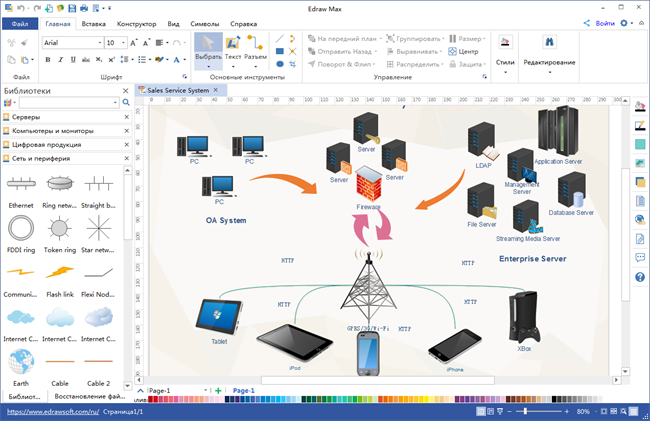 Edraw Max
Файл
Главная
Вставка
Конструктор
Вид
Символы
Справка
Войти
Arial
10
Выбрать
Текст
Разъем
На передний план
Группировать
Размер
Отправить Назад
Выравнивать
Центр
Поворот & Флип
Распределить
Защита
Стили
Редактирование
Файл
Шрифт
Основные инструменты
Управление
Библиотеки
Sales Service System
Серверы
Компьютеры и мониторы
Цифровая продукция
Сеть и периферия
Ethernet
Ring netw...
Straight b...
FDDI ring
Token ring
Star netw...
Communi...
Flash link
Flexi Nod...
Internet C...
Internet C...
Internet C...
Earth
Cable
Cable 2
PC
PC
PC
OA System
Server
Server
Server
Firewace
LDAP
Application Server
Management
Server
File Server
Database Server
Streaming Media Server
Enterprise Server
HTTP
HTTP
HTTP
HTTP
HTTP
GPRS/3G/Wi-Fi
Tablet
iPod
iPhone
XBox
Page-1
Page-1
Библиот...
Восстановление фай...
https://www.edrawsoft.com/ru/
Страница1/1
80%